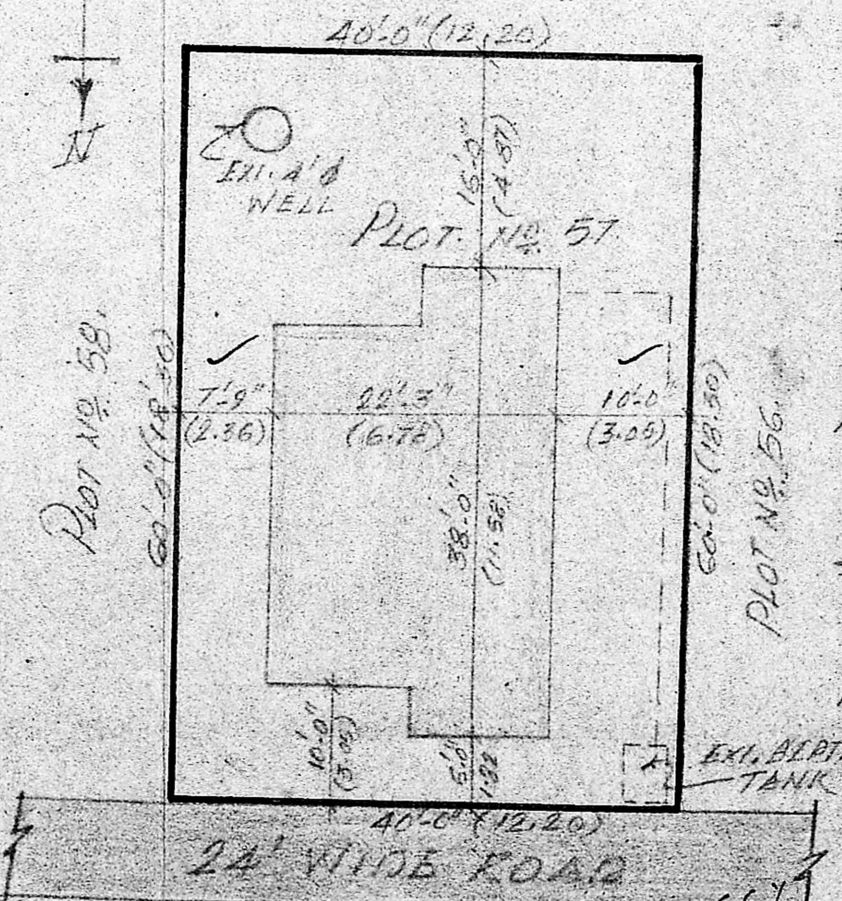 40'-0" (12.20)
N
EXI. 4' ϕ
WELL
16'-0"
(4.87)
PLOT. No. 57.
PLOT No 58.
60'-0" (18.30)
7'-9"
(2.36)
22'-3"
(6.78)
10'-0"
(3.05)
38'-0"
(11.58)
60'-0" (18.30)
PLOT No 56.
10'-0"
(3.05)
6'-0"
1.82
EXI. SEPT.
TANK
40'-0" (12.20)
24' WIDE ROAD